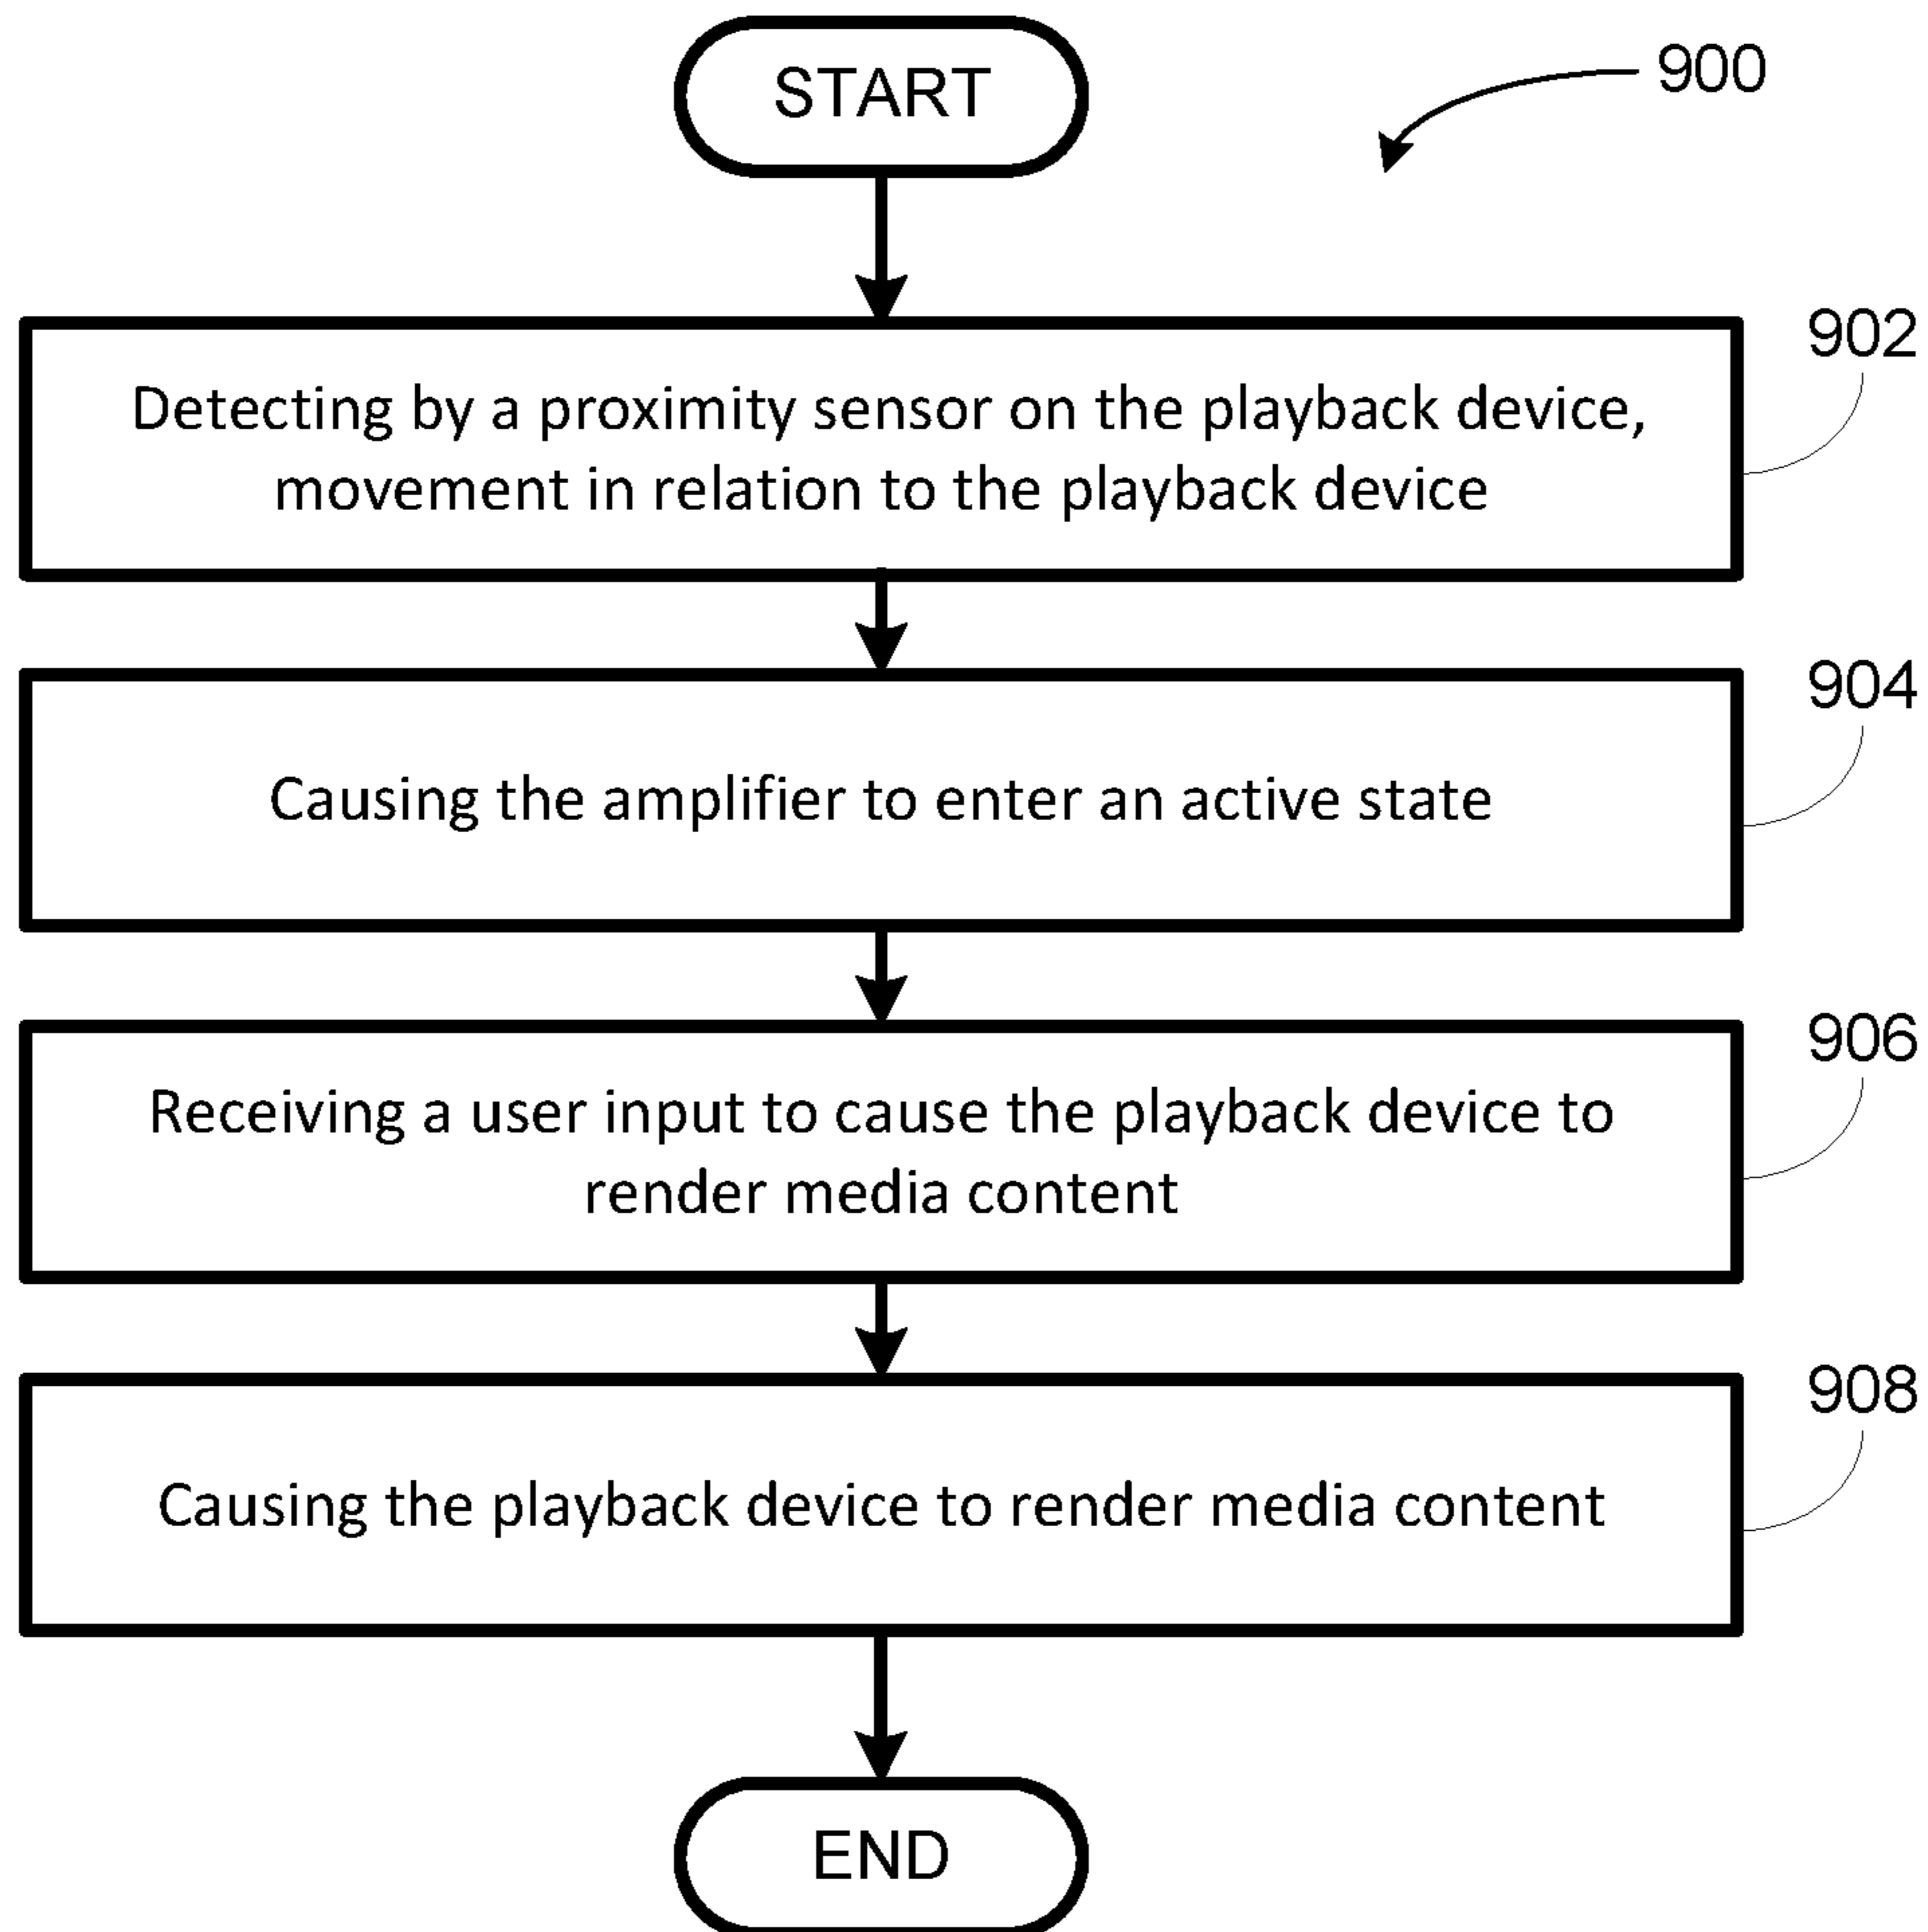 START
900
902
Detecting by a proximity sensor on the playback device,
movement in relation to the playback device
904
Causing the amplifier to enter an active state
906
Receiving a user input to cause the playback device to
render media content
908
Causing the playback device to render media content
END